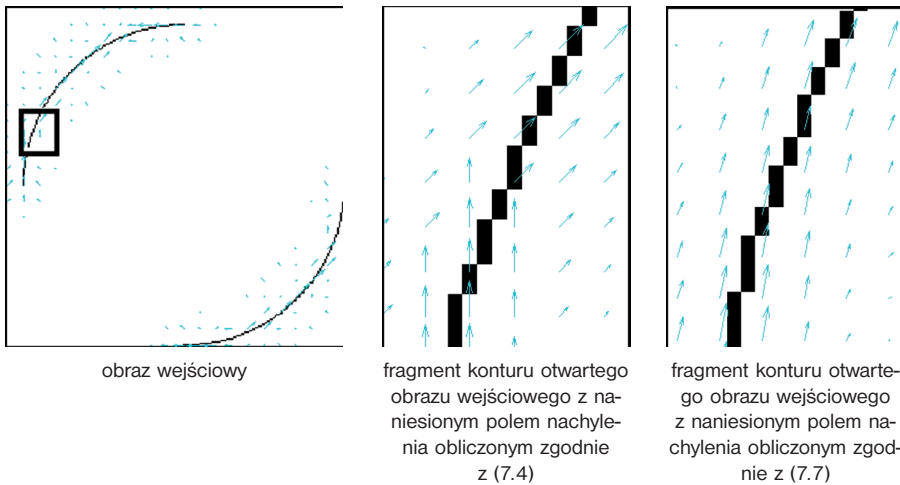 obraz wejściowy
fragment konturu otwartego
obrazu wejściowego z na-
niesionym polem nachyle-
nia obliczonym zgodnie
z (7.4)
fragment konturu otwarte-
go obrazu wejściowego
z naniesionym polem na-
chylenia obliczonym zgod-
nie z (7.7)